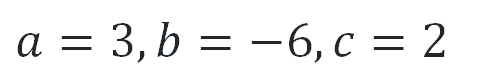 a = 3, b = −6, c = 2